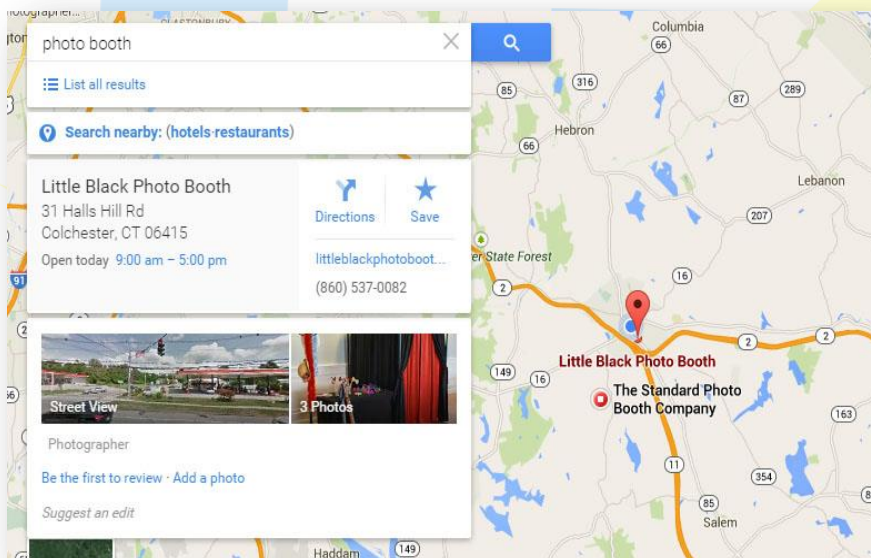 photo booth
List all results
Search nearby: (hotels·restaurants)
Little Black Photo Booth
31 Halls Hill Rd
Colchester, CT 06415
Open today 9:00 am – 5:00 pm
Directions
Save
littleblackphotoboot...
(860) 537-0082
Street View
3 Photos
Photographer
Be the first to review · Add a photo
Suggest an edit
GLASTONBURY
Columbia
66
316
85
87
289
Hebron
66
Lebanon
207
er State Forest
91
2
16
2
2
Little Black Photo Booth
149
16
The Standard Photo
Booth Company
163
11
354
85
Salem
Haddam
149